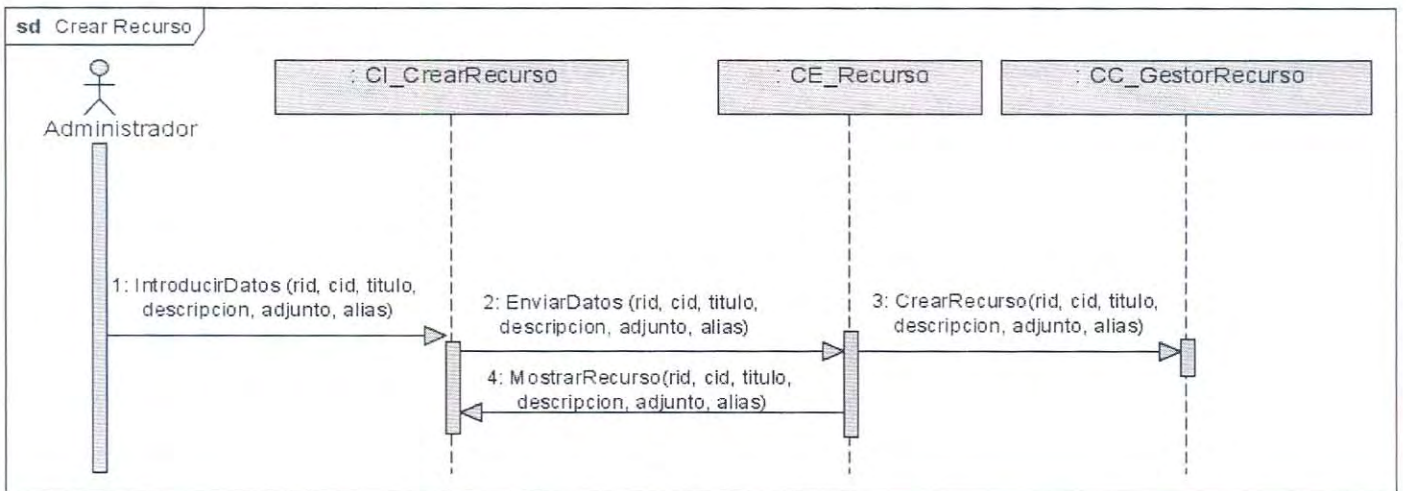 sd Crear Recurso
: CI_CrearRecurso
: CE_Recurso
: CC_GestorRecurso
Administrador
1: IntroducirDatos (rid, cid, titulo,
descripcion, adjunto, alias)
2: EnviarDatos (rid, cid, titulo,
descripcion, adjunto, alias)
3: CrearRecurso(rid, cid, titulo,
descripcion, adjunto, alias)
4: MostrarRecurso(rid, cid, titulo,
descripcion, adjunto, alias)